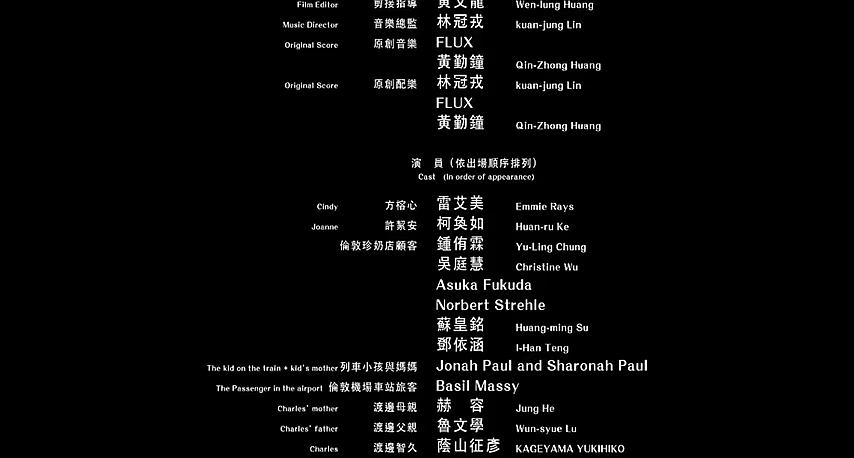 Film Editor 剪接指導 黃文龍 Wen-lung Huang
Music Director 音樂總監 林冠戎 kuan-jung Lin
Original Score 原創音樂 FLUX
黃勤鐘 Qin-Zhong Huang
Original Score 原創配樂 林冠戎 kuan-jung Lin
FLUX
黃勤鐘 Qin-Zhong Huang
演 員（依出場順序排列）
Cast (In order of appearance)
Cindy 方榕心 雷艾美 Emmie Rays
Joanne 許絜安 柯奐如 Huan-ru Ke
倫敦珍奶店顧客 鍾侑霖 Yu-Ling Chung
吳庭慧 Christine Wu
Asuka Fukuda
Norbert Strehle
蘇皇銘 Huang-ming Su
鄧依涵 I-Han Teng
The kid on the train + kid's mother 列車小孩與媽媽 Jonah Paul and Sharonah Paul
The Passenger in the airport 倫敦機場車站旅客 Basil Massy
Charles' mother 渡邊母親 赫 容 Jung He
Charles' father 渡邊父親 魯文學 Wun-syue Lu
Charles 渡邊智久 蔭山征彥 KAGEYAMA YUKIHIKO